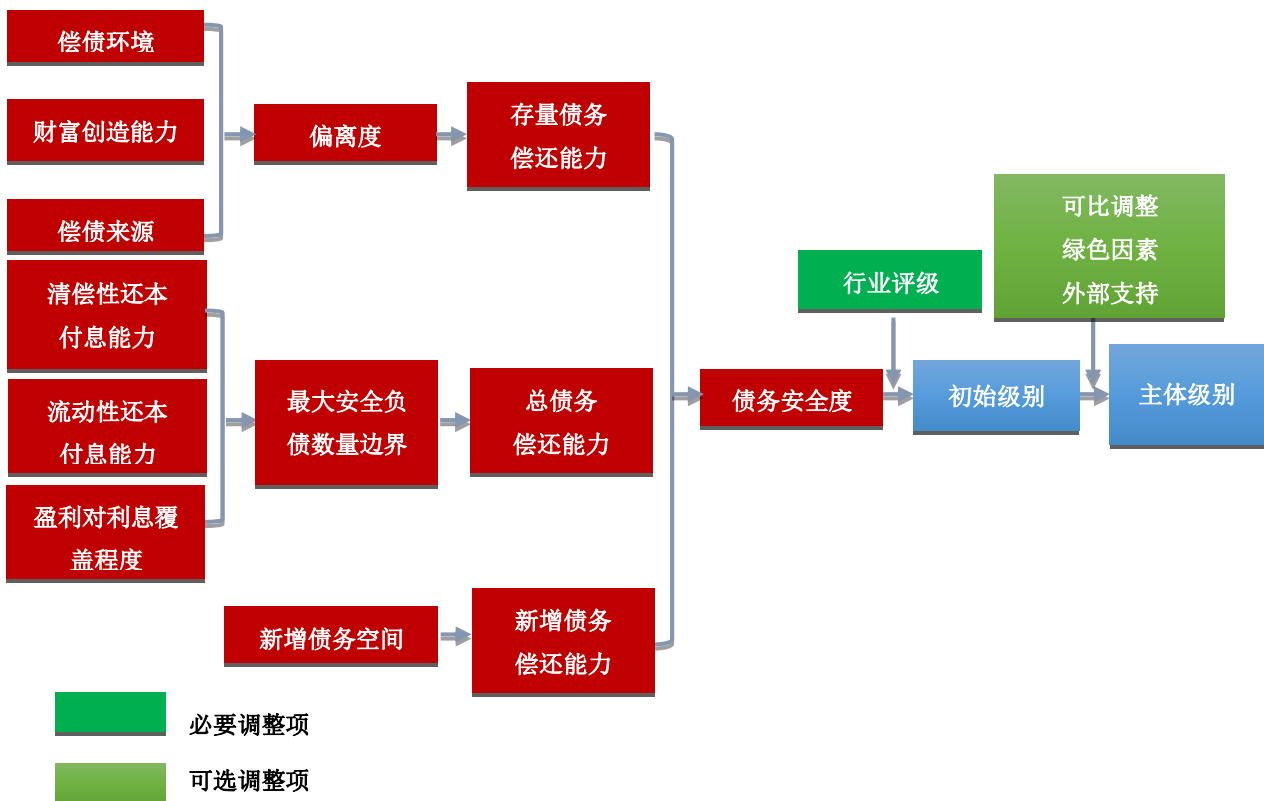 偿债环境
财富创造能力
偿债来源
偏离度
存量债务
偿还能力
清偿性还本
付息能力
流动性还本
付息能力
盈利对利息覆
盖程度
最大安全负
债数量边界
总债务
偿还能力
新增债务空间
新增债务
偿还能力
债务安全度
行业评级
初始级别
可比调整
绿色因素
外部支持
主体级别
必要调整项
可选调整项